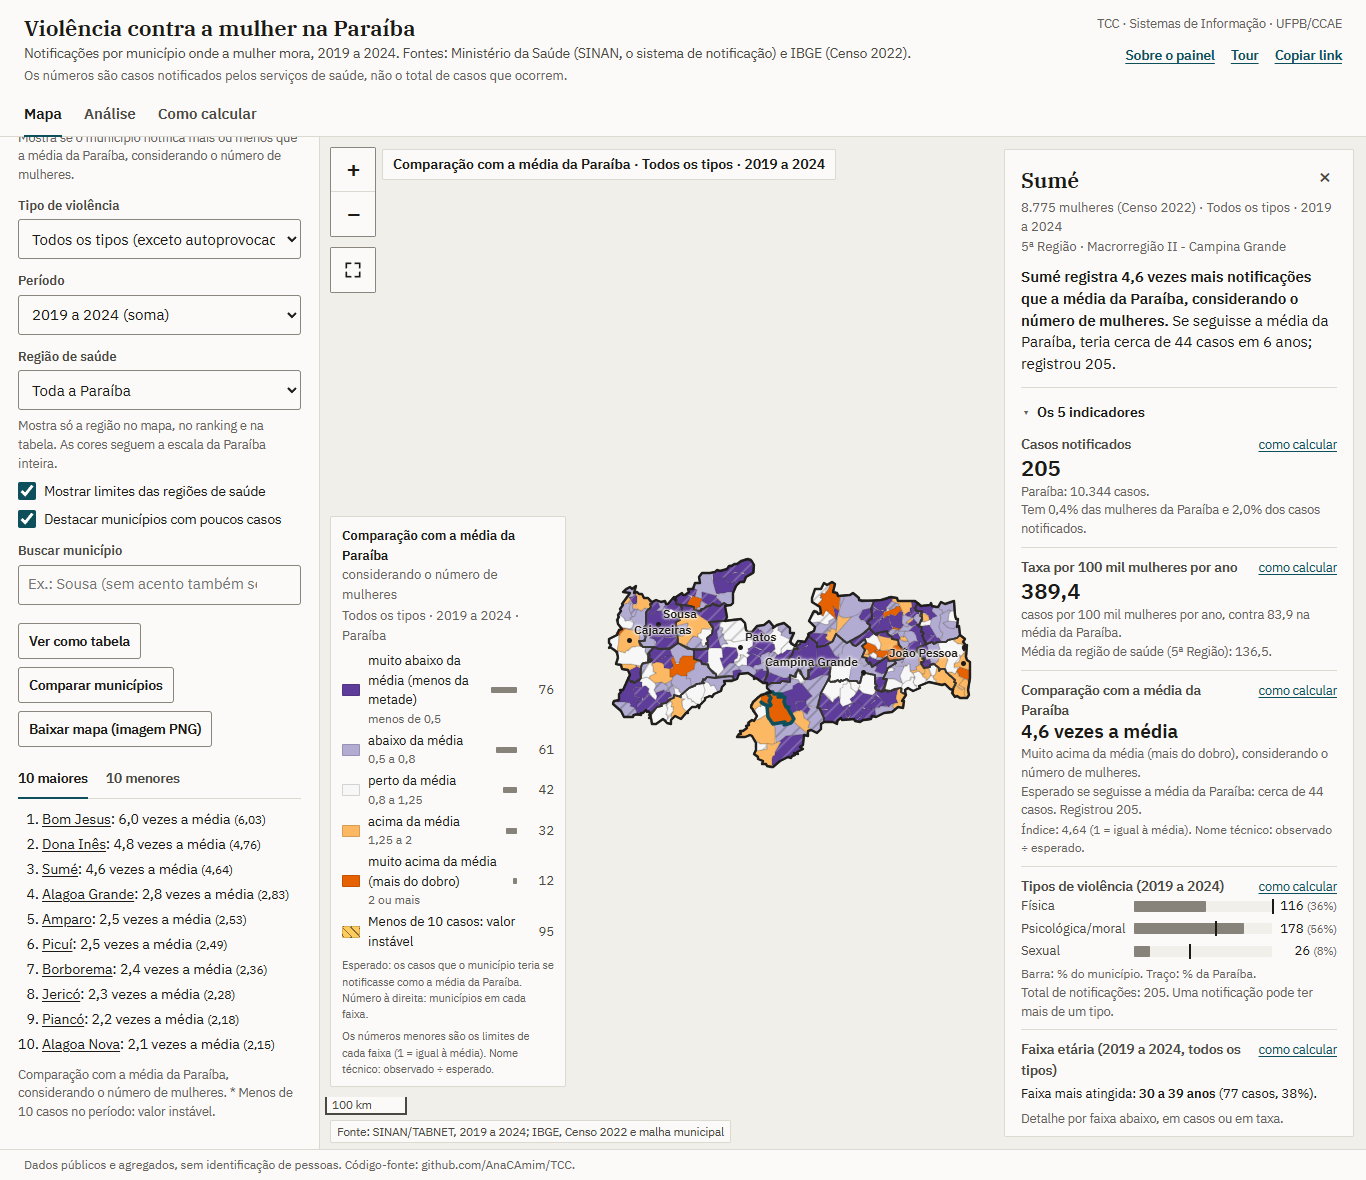 Violência contra a mulher na Paraíba
Notificações por município onde a mulher mora, 2019 a 2024. Fontes: Ministério da Saúde (SINAN, o sistema de notificação) e IBGE (Censo 2022).
Os números são casos notificados pelos serviços de saúde, não o total de casos que ocorrem.
TCC · Sistemas de Informação · UFPB/CCAE
Sobre o painel
Tour
Copiar link
Mapa
Análise
Como calcular
Mostra se o município notifica mais ou menos que
a média da Paraíba, considerando o número de
mulheres.
Tipo de violência
Todos os tipos (exceto autoprovocac
Período
2019 a 2024 (soma)
Região de saúde
Toda a Paraíba
Mostra só a região no mapa, no ranking e na
tabela. As cores seguem a escala da Paraíba
inteira.
Mostrar limites das regiões de saúde
Destacar municípios com poucos casos
Buscar município
Ex.: Sousa (sem acento também se
Ver como tabela
Comparar municípios
Baixar mapa (imagem PNG)
10 maiores
10 menores
1. Bom Jesus: 6,0 vezes a média (6,03)
2. Dona Inês: 4,8 vezes a média (4,76)
3. Sumé: 4,6 vezes a média (4,64)
4. Alagoa Grande: 2,8 vezes a média (2,83)
5. Amparo: 2,5 vezes a média (2,53)
6. Picuí: 2,5 vezes a média (2,49)
7. Borborema: 2,4 vezes a média (2,36)
8. Jericó: 2,3 vezes a média (2,28)
9. Piancó: 2,2 vezes a média (2,18)
10. Alagoa Nova: 2,1 vezes a média (2,15)
Comparação com a média da Paraíba,
considerando o número de mulheres. * Menos de
10 casos no período: valor instável.
+
−
Comparação com a média da Paraíba · Todos os tipos · 2019 a 2024
Comparação com a média da
Paraíba
considerando o número de
mulheres
Todos os tipos · 2019 a 2024 ·
Paraíba
muito abaixo da
média (menos da
metade)
menos de 0,5
76
abaixo da média
0,5 a 0,8
61
perto da média
0,8 a 1,25
42
acima da média
1,25 a 2
32
muito acima da média
(mais do dobro)
2 ou mais
12
Menos de 10 casos: valor
instável
95
Esperado: os casos que o município teria se
notificasse como a média da Paraíba.
Número à direita: municípios em cada
faixa.
Os números menores são os limites de
cada faixa (1 = igual à média). Nome
técnico: observado ÷ esperado.
Sousa
Cajazeiras
Patos
Campina Grande
João Pessoa
100 km
Fonte: SINAN/TABNET, 2019 a 2024; IBGE, Censo 2022 e malha municipal
Sumé
×
8.775 mulheres (Censo 2022) · Todos os tipos · 2019
a 2024
5ª Região · Macrorregião II - Campina Grande
Sumé registra 4,6 vezes mais notificações
que a média da Paraíba, considerando o
número de mulheres. Se seguisse a média da
Paraíba, teria cerca de 44 casos em 6 anos;
registrou 205.
Os 5 indicadores
Casos notificados
como calcular
205
Paraíba: 10.344 casos.
Tem 0,4% das mulheres da Paraíba e 2,0% dos casos
notificados.
Taxa por 100 mil mulheres por ano
como calcular
389,4
casos por 100 mil mulheres por ano, contra 83,9 na
média da Paraíba.
Média da região de saúde (5ª Região): 136,5.
Comparação com a média da
Paraíba
como calcular
4,6 vezes a média
Muito acima da média (mais do dobro), considerando o
número de mulheres.
Esperado se seguisse a média da Paraíba: cerca de 44
casos. Registrou 205.
Índice: 4,64 (1 = igual à média). Nome técnico: observado
÷ esperado.
Tipos de violência (2019 a 2024)
como calcular
Física
116 (36%)
Psicológica/moral
178 (56%)
Sexual
26 (8%)
Barra: % do município. Traço: % da Paraíba.
Total de notificações: 205. Uma notificação pode ter
mais de um tipo.
Faixa etária (2019 a 2024, todos os
tipos)
como calcular
Faixa mais atingida: 30 a 39 anos (77 casos, 38%).
Detalhe por faixa abaixo, em casos ou em taxa.
Dados públicos e agregados, sem identificação de pessoas. Código-fonte: github.com/AnaCAmim/TCC.